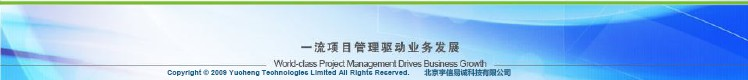 一流项目管理驱动业务发展
World-class Project Management Drives Business Growth
Copyright © 2009 Yuoheng Technologies Limited All Rights Reserved. 北京宇信易诚科技有限公司